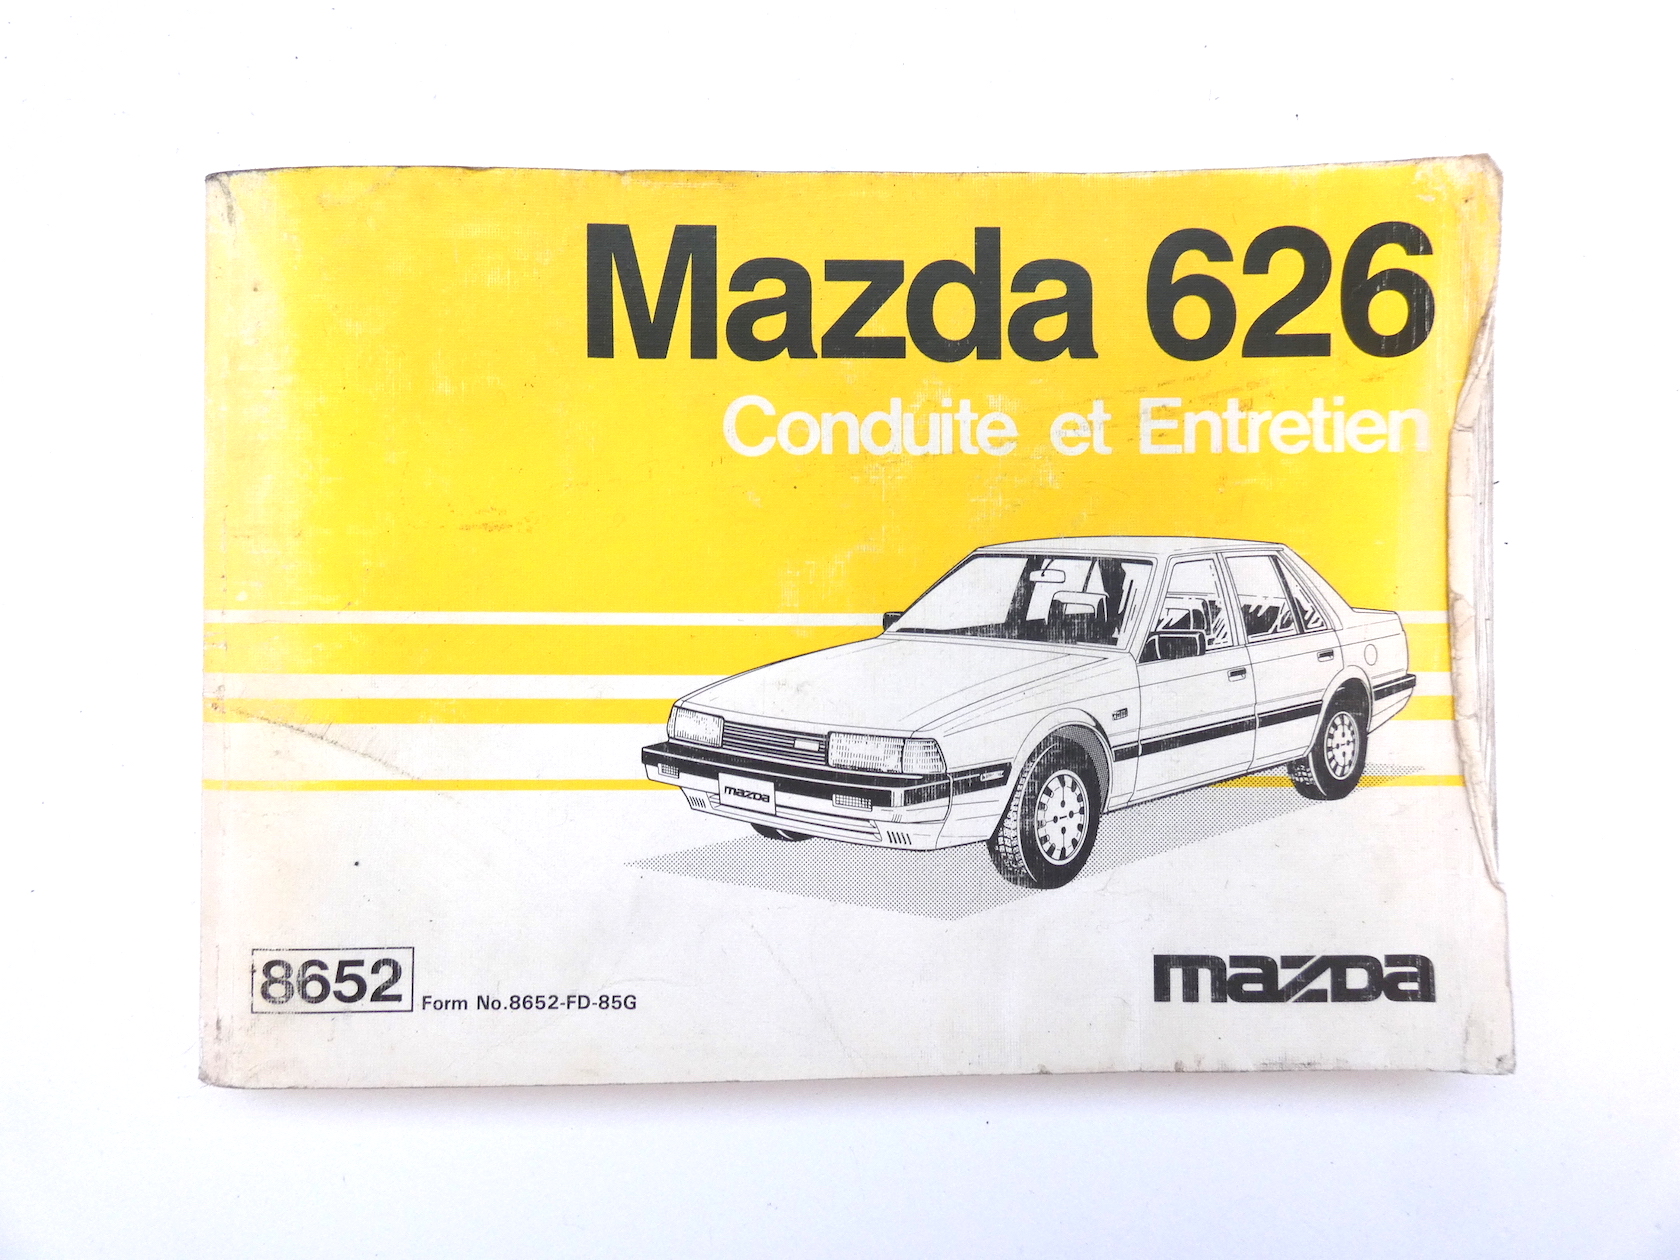 Mazda 626
Conduite et Entretien
mazDa
8652
Form No.8652-FD-85G
mazDa